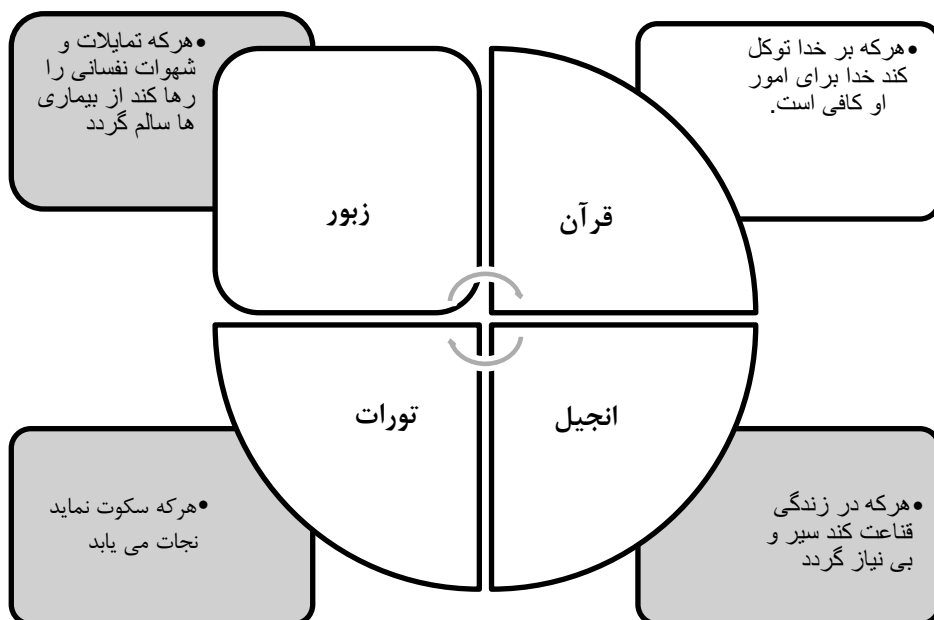 •هرکه بر خدا توکل
کند خدا برای امور
او کافی است.
قرآن
•هرکه تمایلات و
شهوات نفسانی را
رها کند از بیماری
ها سالم گردد
زبور
•هرکه در زندگی
قناعت کند سیر و
بی نیاز گردد
انجیل
•هرکه سکوت نماید
نجات می یابد
تورات